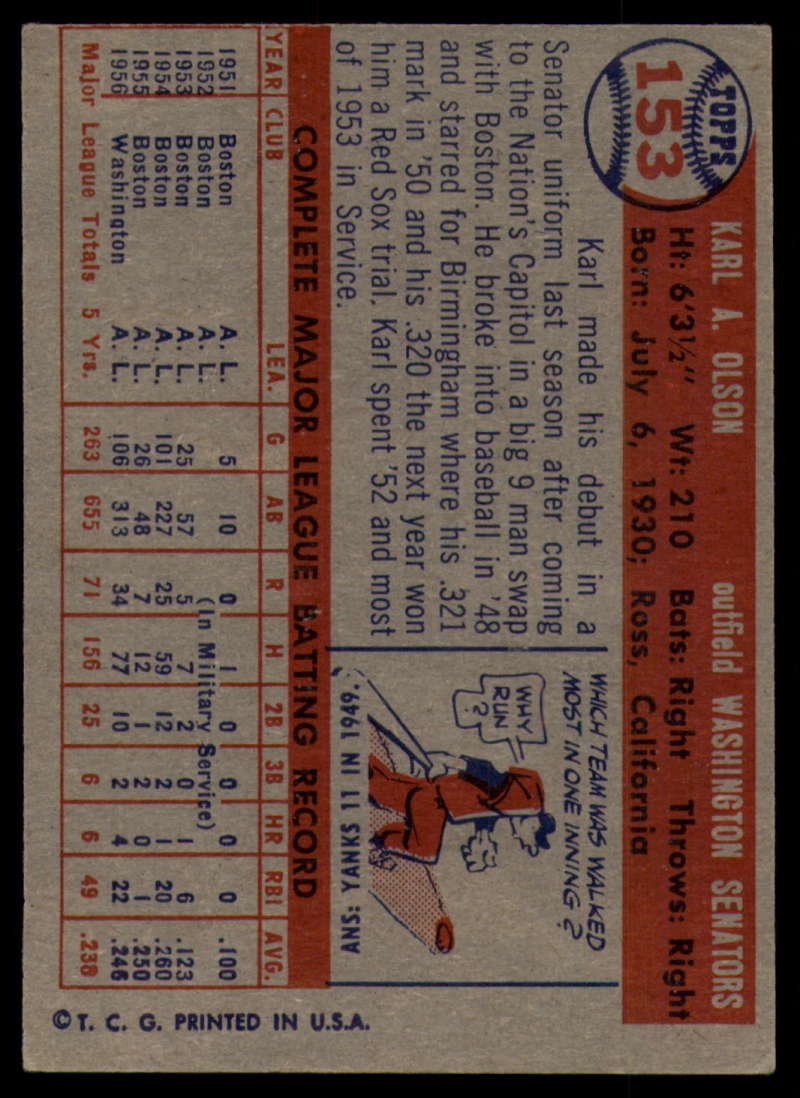 TOPPS
153
KARL A. OLSON outfield WASHINGTON SENATORS
Ht: 6'3½" Wt: 210 Bats: Right Throws: Right
Born: July 6, 1930; Ross, California
Karl made his debut in a
Senator uniform last season after coming
to the Nation's Capitol in a big 9 man swap
with Boston. He broke into baseball in '48
and starred for Birmingham where his .321
mark in '50 and his .320 the next year won
him a Red Sox trial. Karl spent '52 and most
of 1953 in Service.
WHICH TEAM WAS WALKED
MOST IN ONE INNING?
WHY
RUN
?
ANS: YANKS 11 IN 1949.
COMPLETE MAJOR LEAGUE BATTING RECORD
YEAR CLUB LEA. G AB R H 2B 3B HR RBI AVG.
1951 Boston A. L. 5 10 0 1 0 0 0 0 .100
1952 Boston A. L. (In Military Service)
1953 Boston A. L. 25 57 5 7 2 0 1 6 .123
1954 Boston A. L. 101 227 25 59 12 2 1 20 .260
1955 Boston A. L. 26 48 7 12 1 2 0 1 .250
1956 Washington A. L. 106 313 34 77 10 2 4 22 .246
Major League Totals 5 Yrs. 263 655 71 156 25 6 6 49 .238
© T. C. G. PRINTED IN U.S.A.